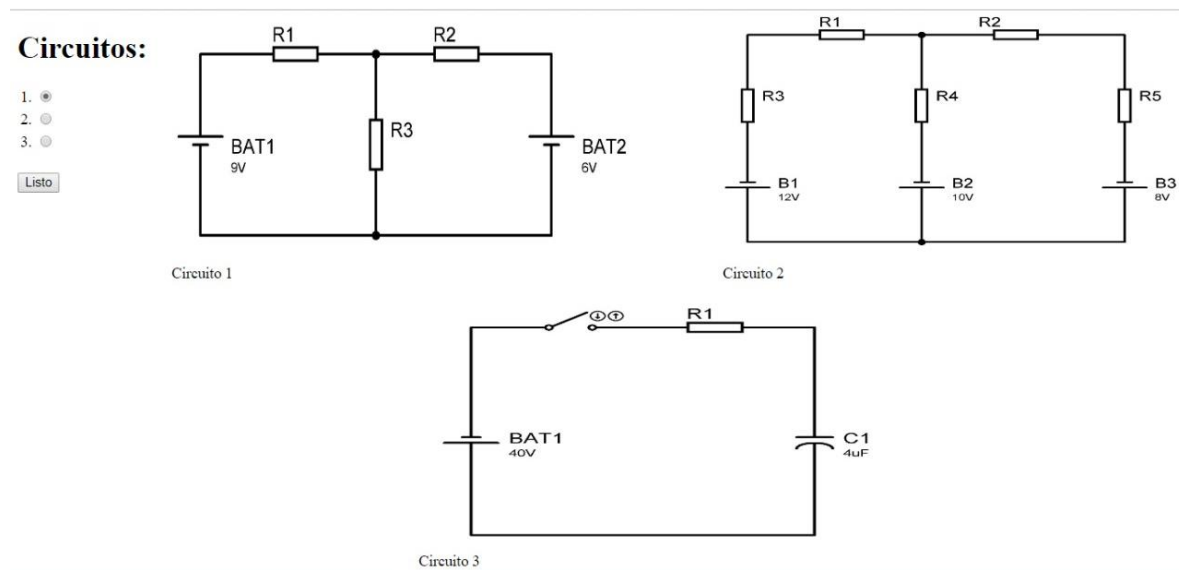 Circuitos:
1.
2.
3.
Listo
R1
R2
R3
BAT1
9V
BAT2
6V
Circuito 1
R1
R2
R3
R4
R5
B1
12V
B2
10V
B3
8V
Circuito 2
R1
BAT1
40V
C1
4uF
Circuito 3